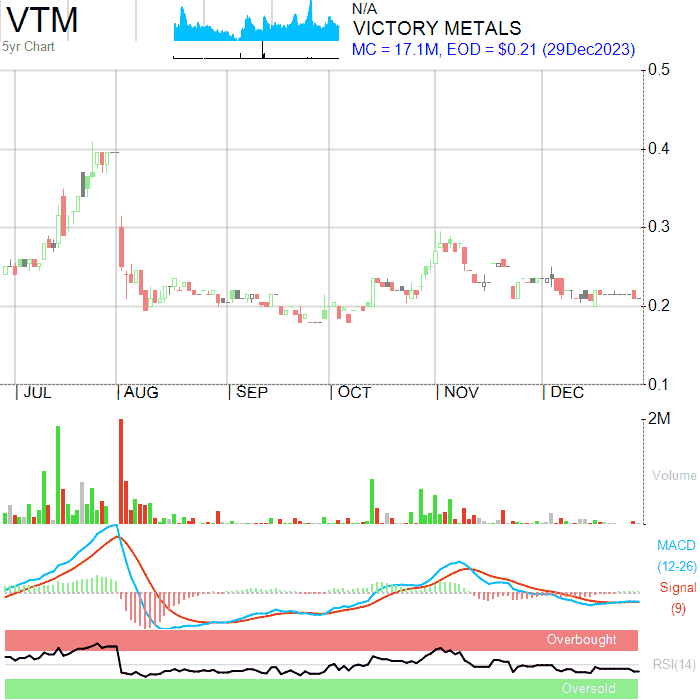 VTM
5yr Chart
N/A
VICTORY METALS
MC = 17.1M, EOD = $0.21 (29Dec2023)
0.5
0.4
0.3
0.2
0.1
JUL AUG SEP OCT NOV DEC
2M
Volume
MACD
(12-26)
Signal
(9)
Overbought
RSI(14)
Oversold